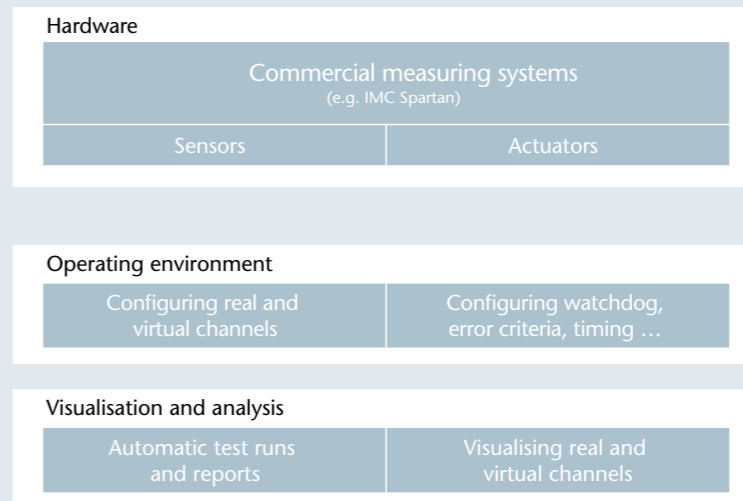 Hardware
Commercial measuring systems
(e.g. IMC Spartan)
Sensors
Actuators
Operating environment
Configuring real and
virtual channels
Configuring watchdog,
error criteria, timing …
Visualisation and analysis
Automatic test runs
and reports
Visualising real and
virtual channels